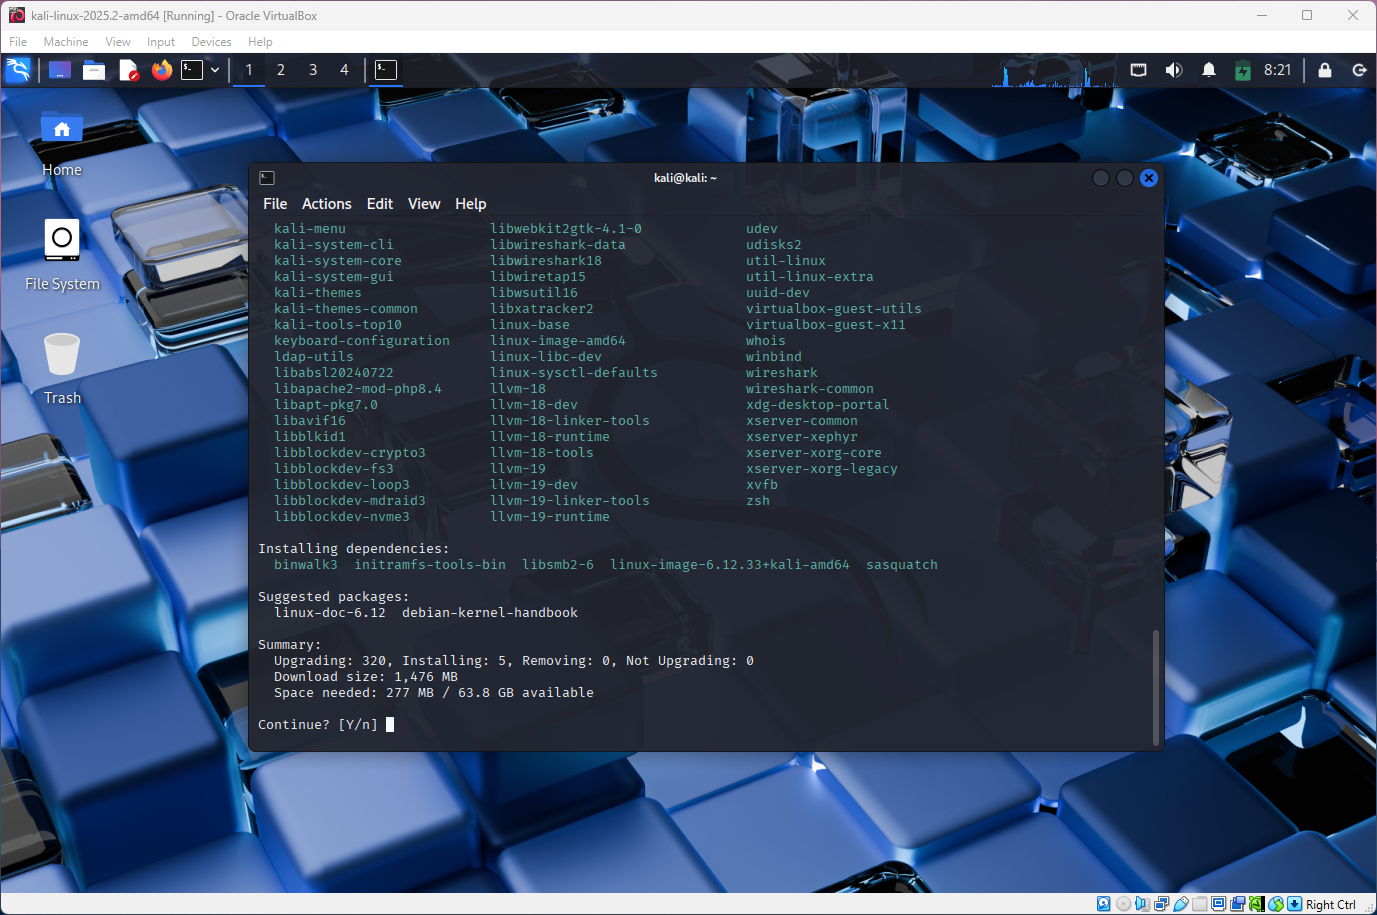 kali-linux-2025.2-amd64 [Running] - Oracle VirtualBox
File Machine View Input Devices Help
1 2 3 4 8:21
Home
File System
Trash
kali@kali: ~
File Actions Edit View Help
kali-menu libwebkit2gtk-4.1-0 udev
kali-system-cli libwireshark-data udisks2
kali-system-core libwireshark18 util-linux
kali-system-gui libwiretap15 util-linux-extra
kali-themes libwsutil16 uuid-dev
kali-themes-common libxatracker2 virtualbox-guest-utils
kali-tools-top10 linux-base virtualbox-guest-x11
keyboard-configuration linux-image-amd64 whois
ldap-utils linux-libc-dev winbind
libabsl20240722 linux-sysctl-defaults wireshark
libapache2-mod-php8.4 llvm-18 wireshark-common
libapt-pkg7.0 llvm-18-dev xdg-desktop-portal
libavif16 llvm-18-linker-tools xserver-common
libblkid1 llvm-18-runtime xserver-xephyr
libblockdev-crypto3 llvm-18-tools xserver-xorg-core
libblockdev-fs3 llvm-19 xserver-xorg-legacy
libblockdev-loop3 llvm-19-dev xvfb
libblockdev-mdraid3 llvm-19-linker-tools zsh
libblockdev-nvme3 llvm-19-runtime
Installing dependencies:
binwalk3 initramfs-tools-bin libsmb2-6 linux-image-6.12.33+kali-amd64 sasquatch
Suggested packages:
linux-doc-6.12 debian-kernel-handbook
Summary:
Upgrading: 320, Installing: 5, Removing: 0, Not Upgrading: 0
Download size: 1,476 MB
Space needed: 277 MB / 63.8 GB available
Continue? [Y/n]
Right Ctrl